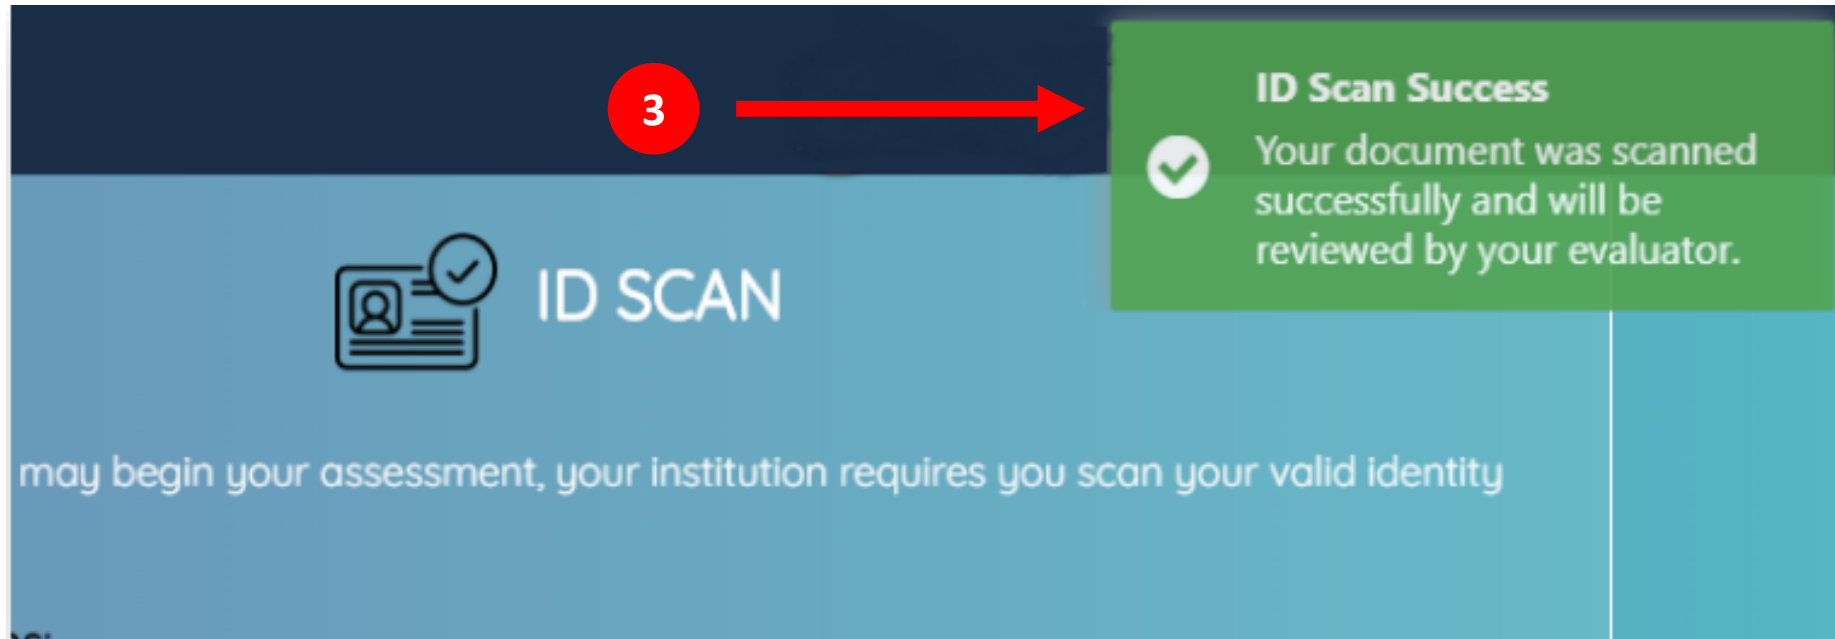 3
ID Scan Success
Your document was scanned
successfully and will be
reviewed by your evaluator.
ID SCAN
may begin your assessment, your institution requires you scan your valid identity